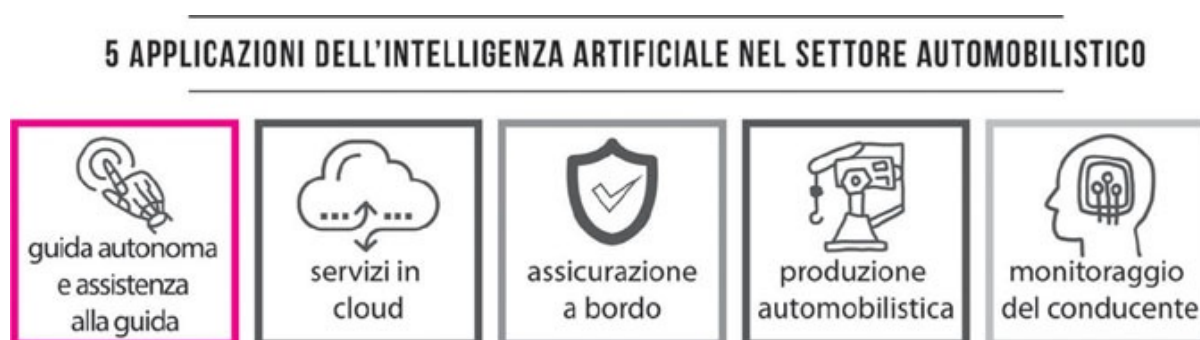 5 APPLICAZIONI DELL'INTELLIGENZA ARTIFICIALE NEL SETTORE AUTOMOBILISTICO
guida autonoma
e assistenza
alla guida
servizi in
cloud
assicurazione
a bordo
produzione
automobilistica
monitoraggio
del conducente